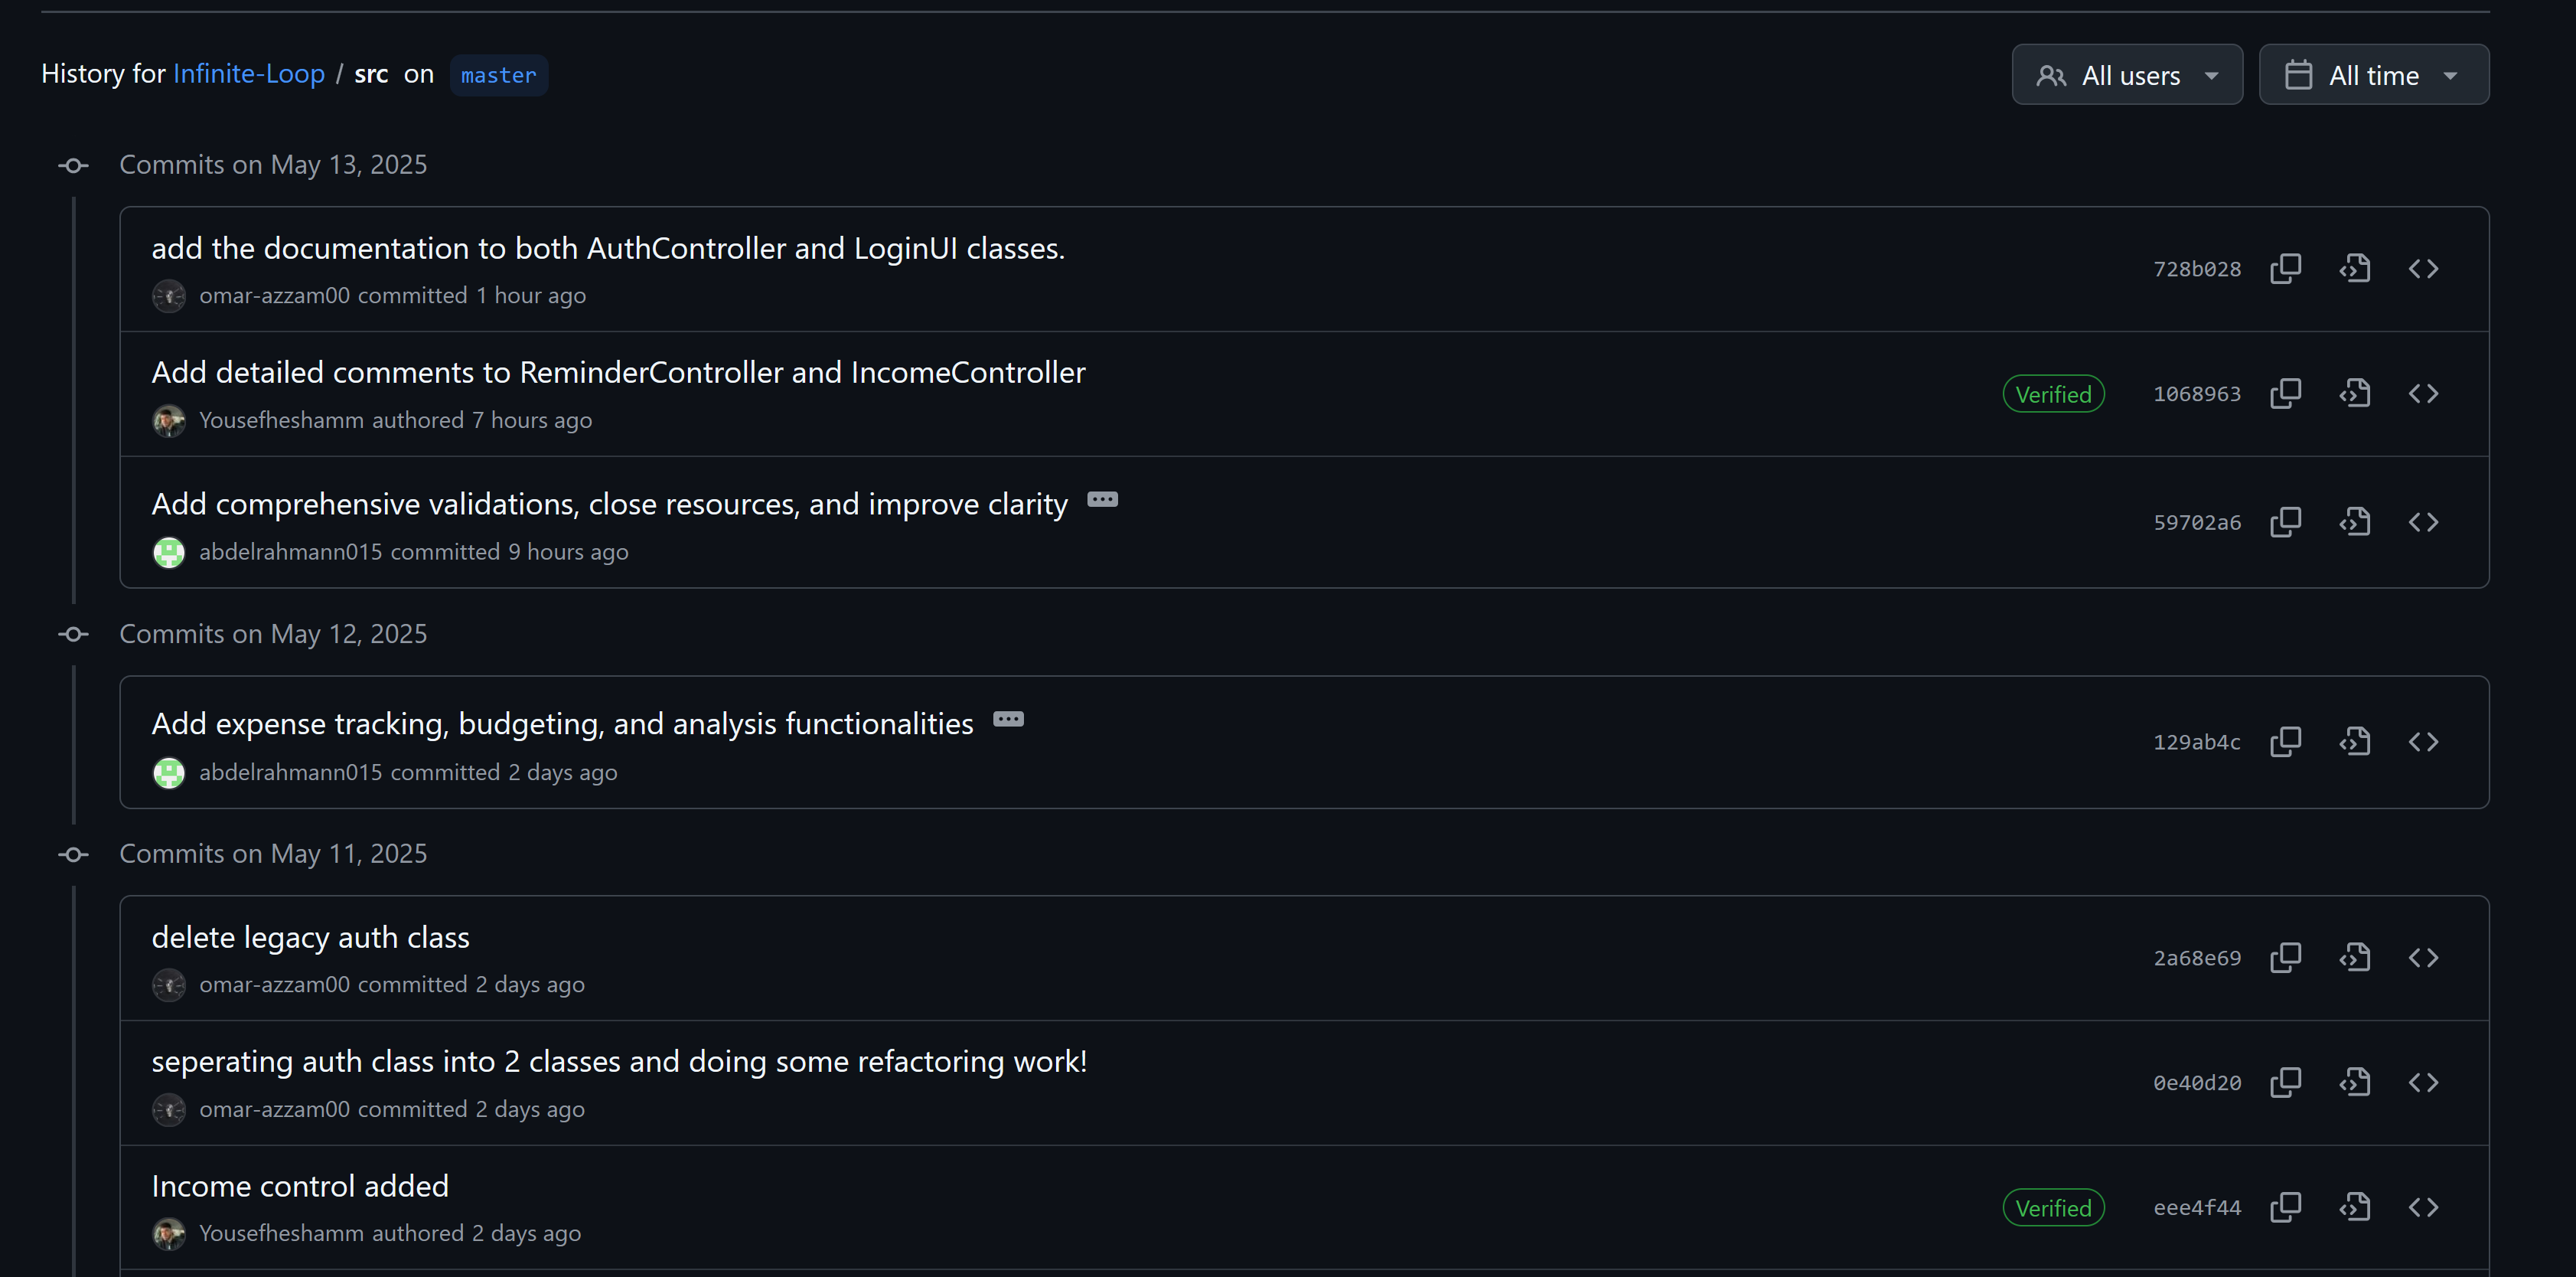 History for Infinite-Loop / src on master
All users
All time
Commits on May 13, 2025
add the documentation to both AuthController and LoginUI classes.
omar-azzam00 committed 1 hour ago
728b028
Add detailed comments to ReminderController and IncomeController
Yousefheshamm authored 7 hours ago
Verified
1068963
Add comprehensive validations, close resources, and improve clarity
abdelrahmann015 committed 9 hours ago
59702a6
Commits on May 12, 2025
Add expense tracking, budgeting, and analysis functionalities
abdelrahmann015 committed 2 days ago
129ab4c
Commits on May 11, 2025
delete legacy auth class
omar-azzam00 committed 2 days ago
2a68e69
seperating auth class into 2 classes and doing some refactoring work!
omar-azzam00 committed 2 days ago
0e40d20
Income control added
Yousefheshamm authored 2 days ago
Verified
eee4f44